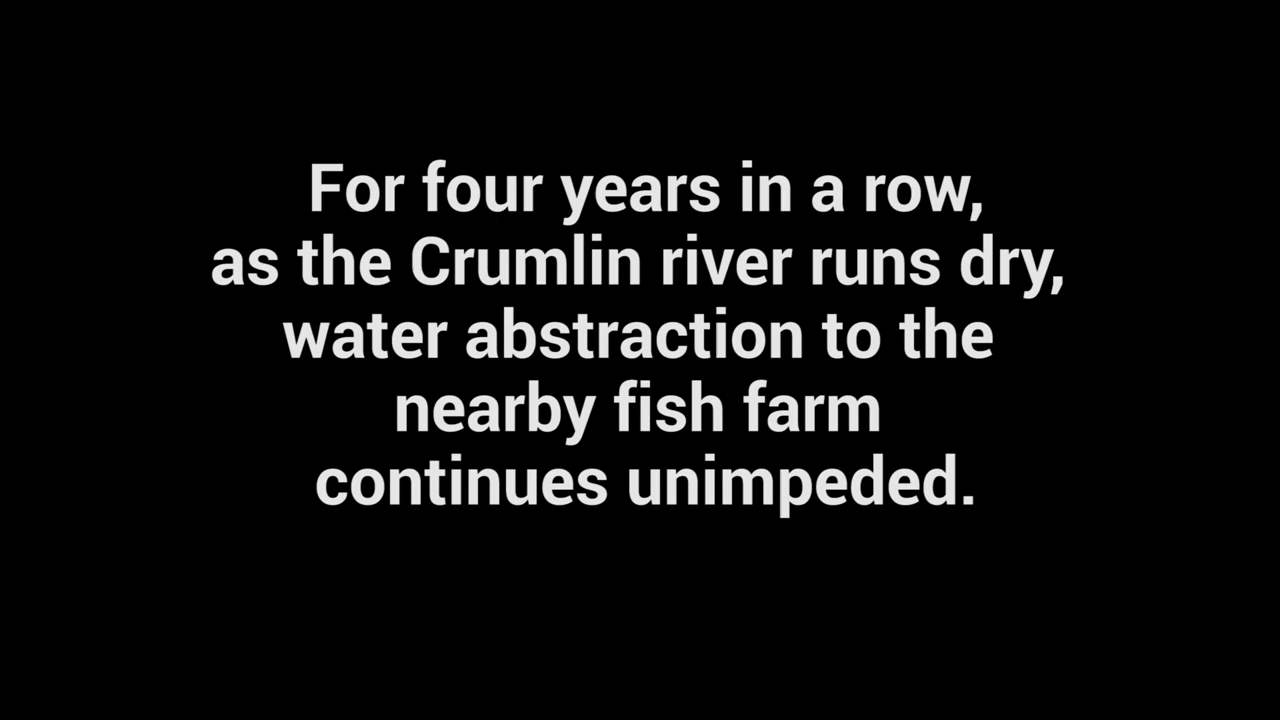 For four years in a row,
as the Crumlin river runs dry,
water abstraction to the
nearby fish farm
continues unimpeded.